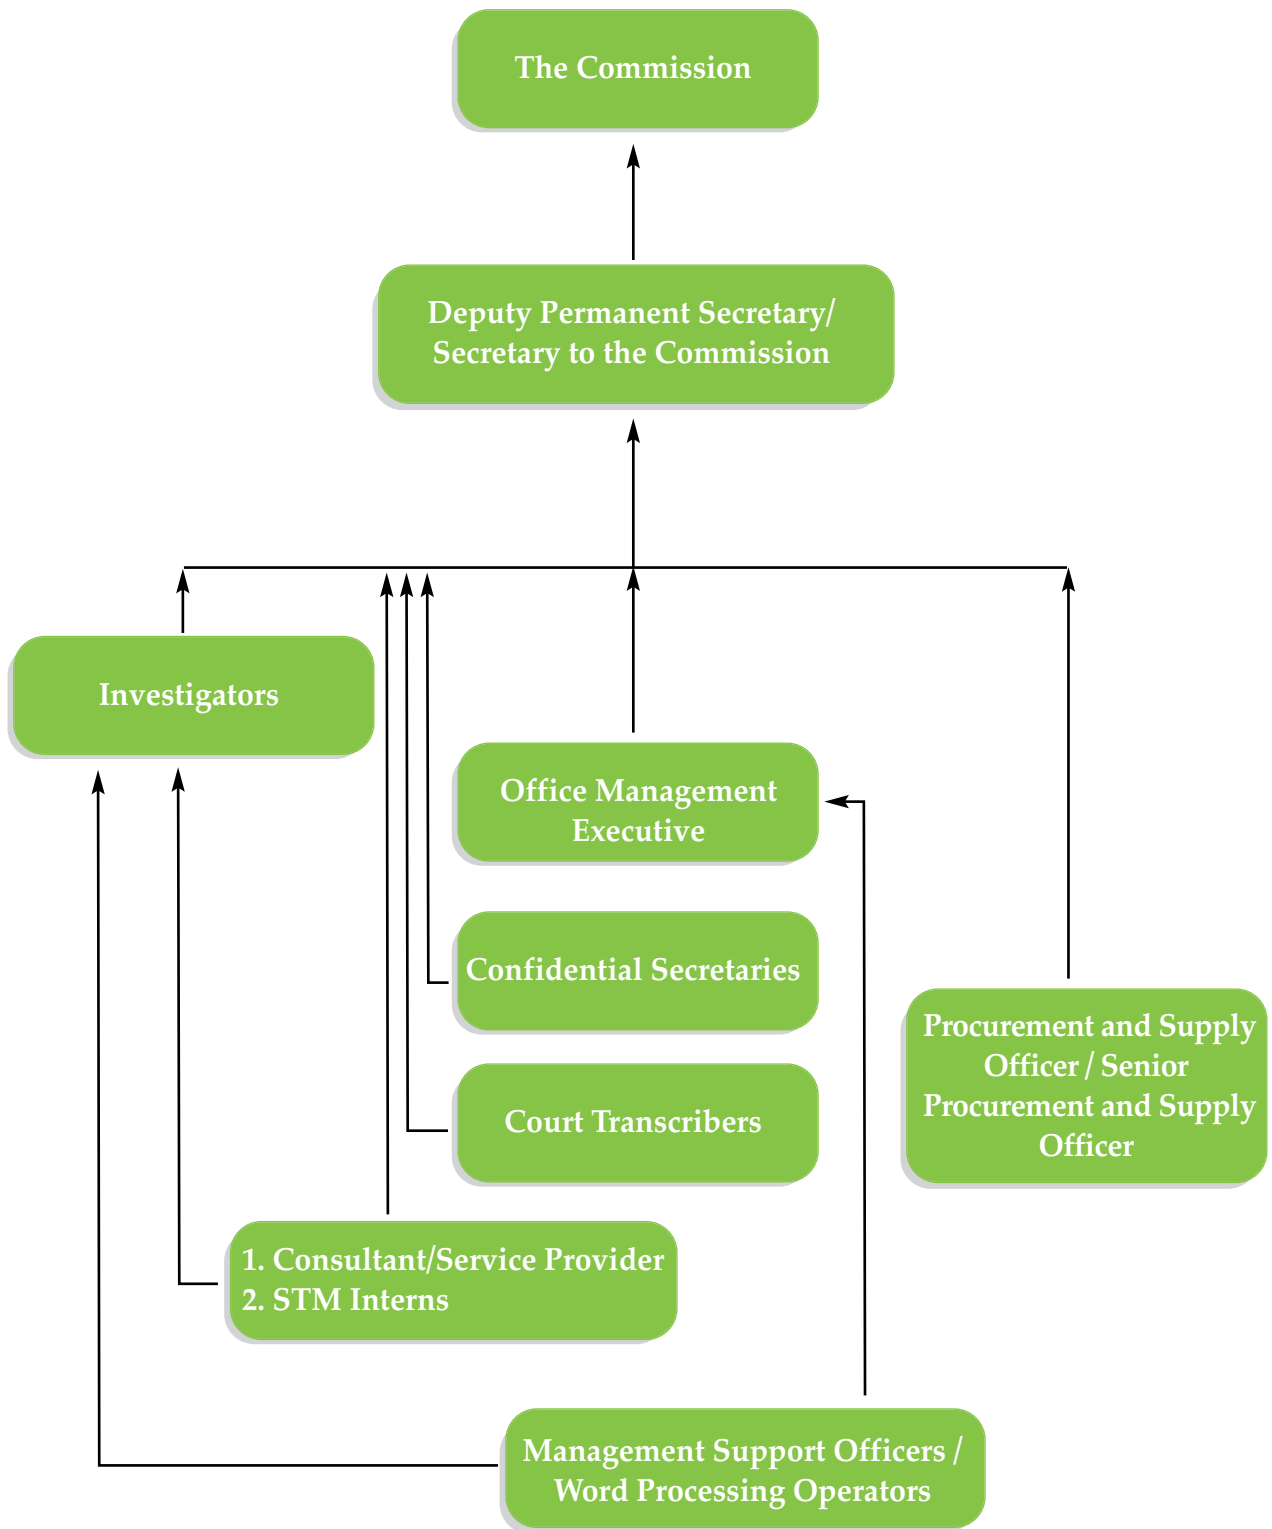 The Commission
Deputy Permanent Secretary/
Secretary to the Commission
Investigators
Office Management
Executive
Confidential Secretaries
Procurement and Supply
Officer / Senior
Procurement and Supply
Officer
Court Transcribers
1. Consultant/Service Provider
2. STM Interns
Management Support Officers /
Word Processing Operators